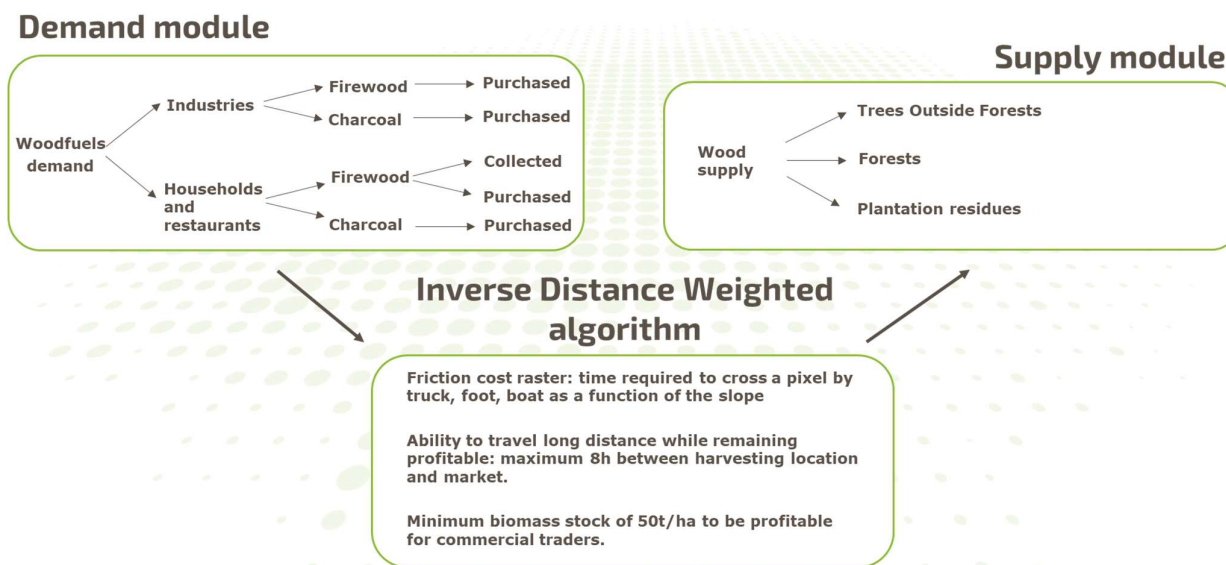 Demand module
Woodfuels
demand
Industries
Firewood
Purchased
Charcoal
Purchased
Households
and
restaurants
Firewood
Collected
Purchased
Charcoal
Purchased
Supply module
Wood
supply
Trees Outside Forests
Forests
Plantation residues
Inverse Distance Weighted
algorithm
Friction cost raster: time required to cross a pixel by
truck, foot, boat as a function of the slope
Ability to travel long distance while remaining
profitable: maximum 8h between harvesting location
and market.
Minimum biomass stock of 50t/ha to be profitable
for commercial traders.